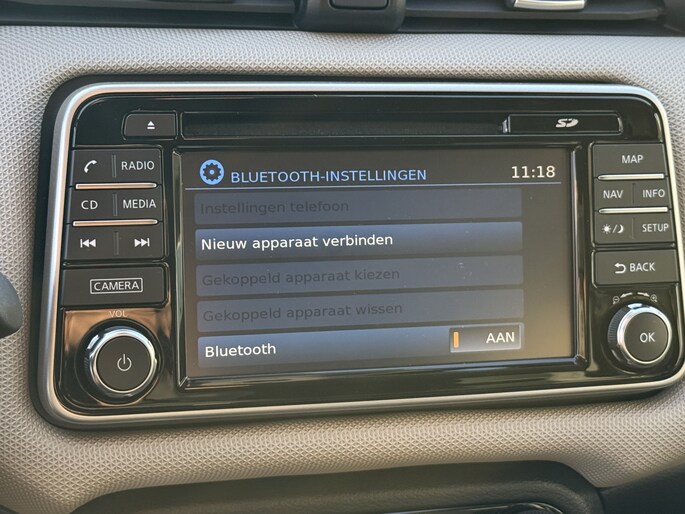 SD
RADIO
CD
MEDIA
CAMERA
VOL
BLUETOOTH-INSTELLINGEN 11:18
Instellingen telefoon
Nieuw apparaat verbinden
Gekoppeld apparaat kiezen
Gekoppeld apparaat wissen
Bluetooth AAN
MAP
NAV INFO
SETUP
BACK
OK